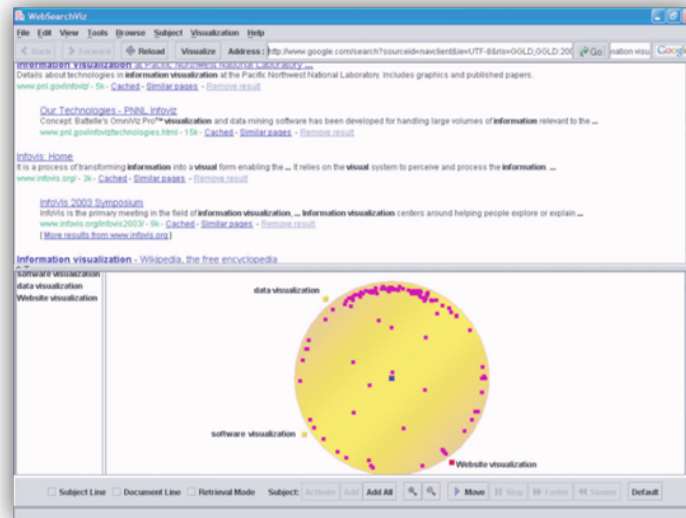 WebSearchViz
File Edit View Tools Browse Subject Visualization Help
Back Forward Reload Visualize Address: http://www.google.com/search?sourceid=navclient&ie=UTF-8&rls=GGLD,GGLD:200 Go nation visu Google
Information Visualization at Pacific Northwest National Laboratory ...
Details about technologies in information visualization at the Pacific Northwest National Laboratory. Includes graphics and published papers.
www.pnl.gov/infoviz/ - 5k - Cached - Similar pages - Remove result
Our Technologies - PNNL Infoviz
Concept. Battelle's OmniViz Pro™ visualization and data mining software has been developed for handling large volumes of information relevant to the ...
www.pnl.gov/infoviz/technologies.html - 15k - Cached - Similar pages - Remove result
Infovis: Home
It is a process of transforming information into a visual form enabling the ... It relies on the visual system to perceive and process the information. ...
www.infovis.org/ - 3k - Cached - Similar pages - Remove result
InfoVis 2003 Symposium
InfoVis is the primary meeting in the field of information visualization, ... Information visualization centers around helping people explore or explain ...
www.infovis.org/infovis2003/ - 9k - Cached - Similar pages - Remove result
[ More results from www.infovis.org ]
Information visualization - Wikipedia, the free encyclopedia
software visualization
data visualization
Website visualization
data visualization
software visualization
Website visualization
Subject Line Document Line Retrieval Mode Subject: Activate Add Add All Move Stop Faster Slower Default